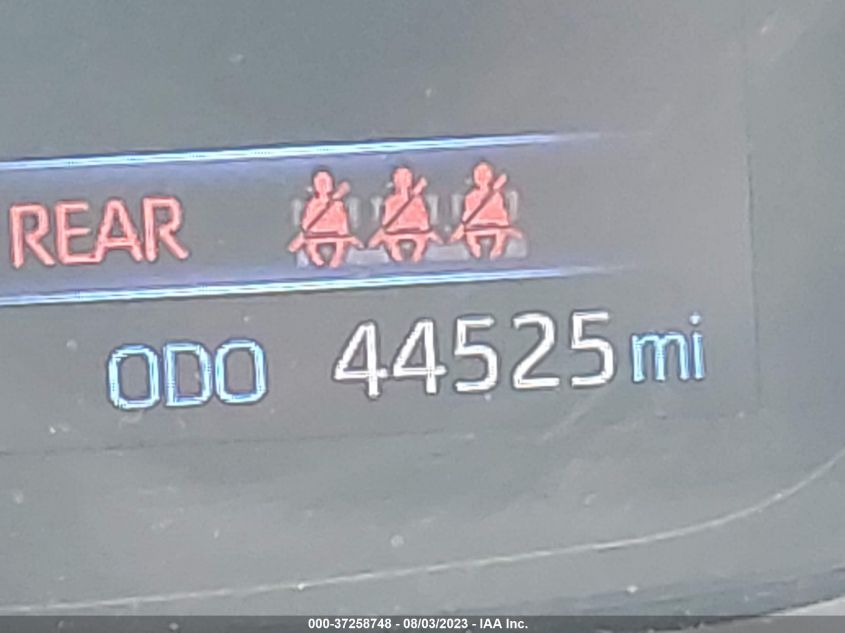 REAR
ODO 44525 mi
000-37258748 - 08/03/2023 - IAA Inc.